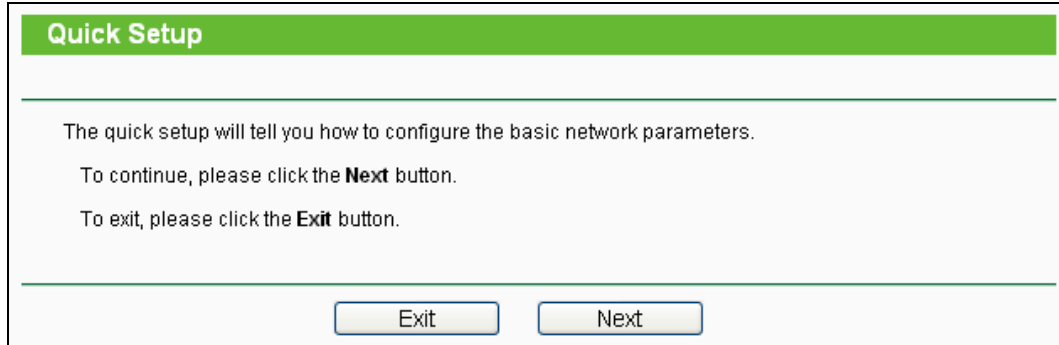 Quick Setup
The quick setup will tell you how to configure the basic network parameters.
To continue, please click the Next button.
To exit, please click the Exit button.
Exit Next